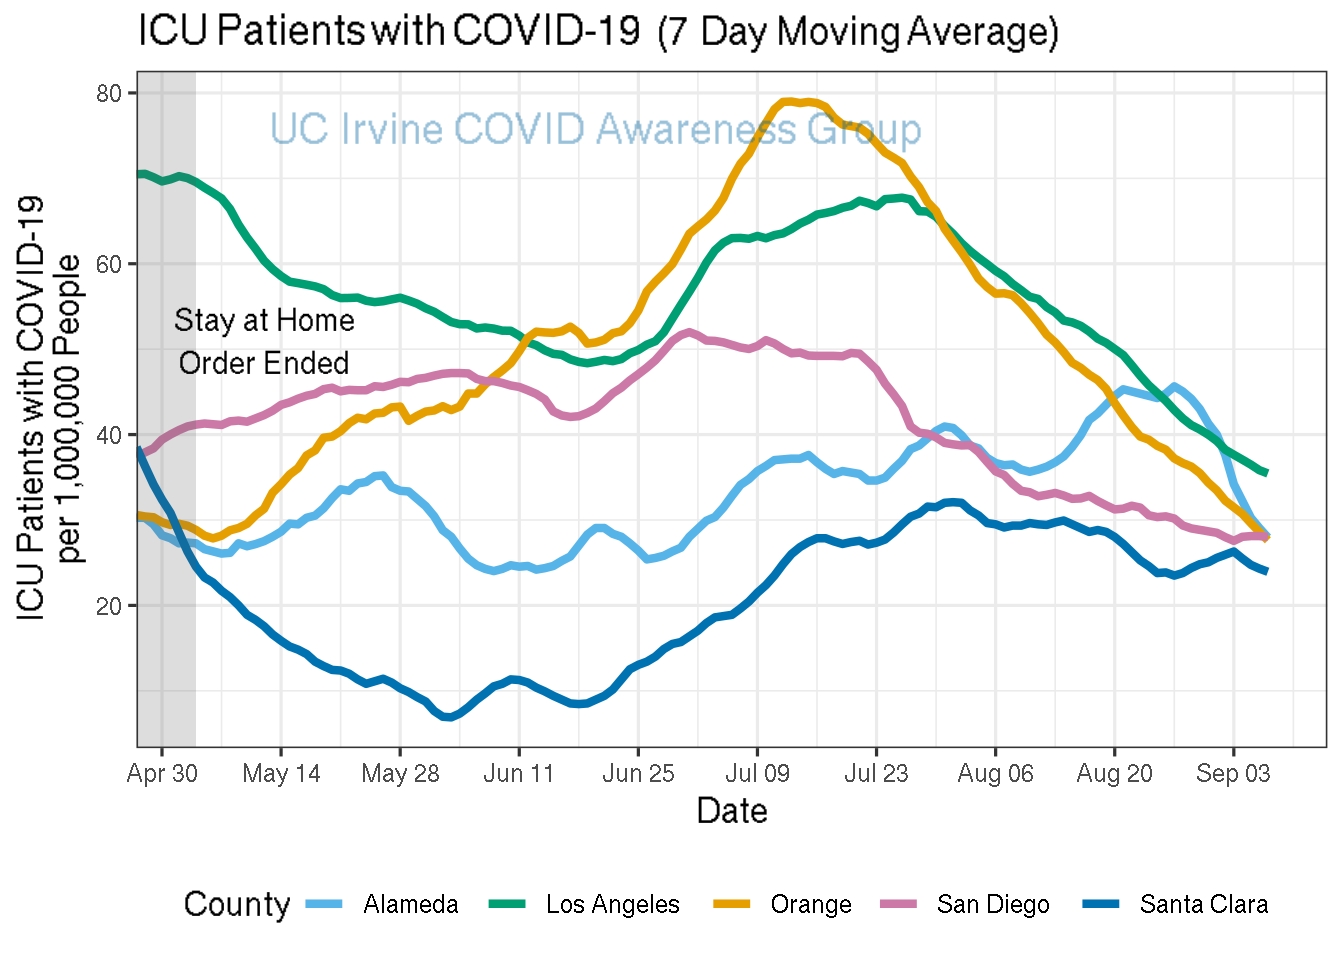 ICU Patients with COVID-19 (7 Day Moving Average)
UC Irvine COVID Awareness Group
80
60
40
20
ICU Patients with COVID-19
per 1,000,000 People
Stay at Home
Order Ended
Apr 30 May 14 May 28 Jun 11 Jun 25 Jul 09 Jul 23 Aug 06 Aug 20 Sep 03
Date
County Alameda Los Angeles Orange San Diego Santa Clara